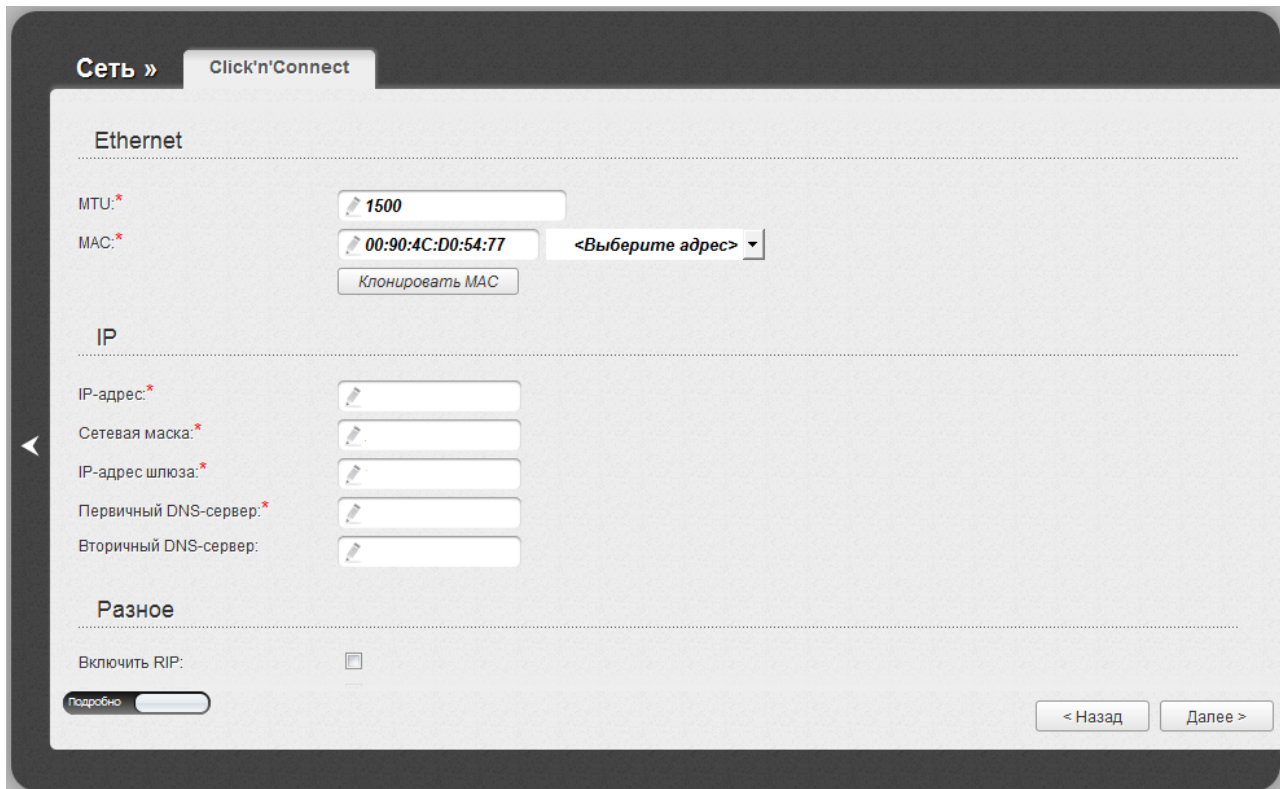 Сеть » Click'n'Connect
Ethernet
MTU:* 1500
MAC:* 00:90:4C:D0:54:77 <Выберите адрес>
Клонировать MAC
IP
IP-адрес:*
Сетевая маска:*
IP-адрес шлюза:*
Первичный DNS-сервер:*
Вторичный DNS-сервер:
Разное
Включить RIP:
Подробно
< Назад Далее >